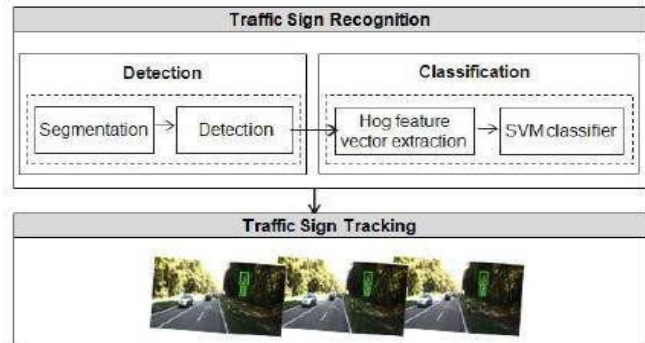 Traffic Sign Recognition
Detection
Classification
Segmentation
Detection
Hog feature
vector extraction
SVM classifier
Traffic Sign Tracking